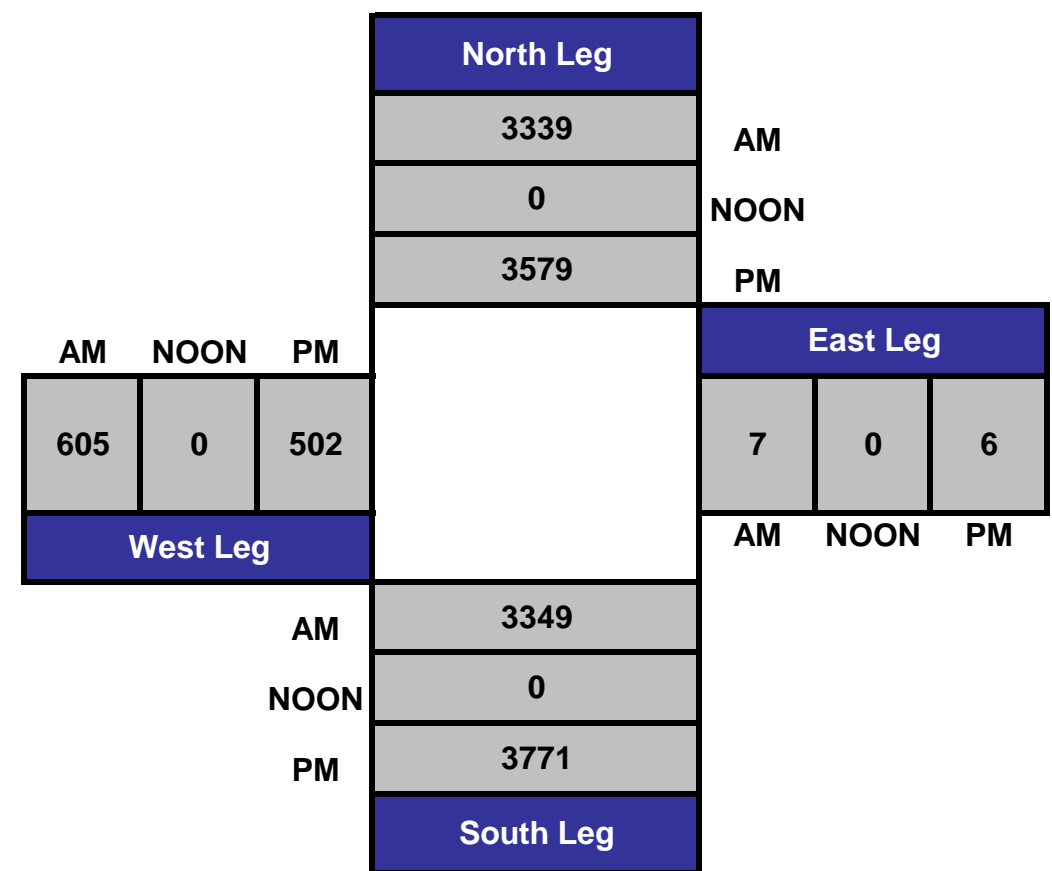 North Leg
3339 AM
0 NOON
3579 PM
AM NOON PM
605 0 502
West Leg
East Leg
7 0 6
AM NOON PM
AM 3349
NOON 0
PM 3771
South Leg